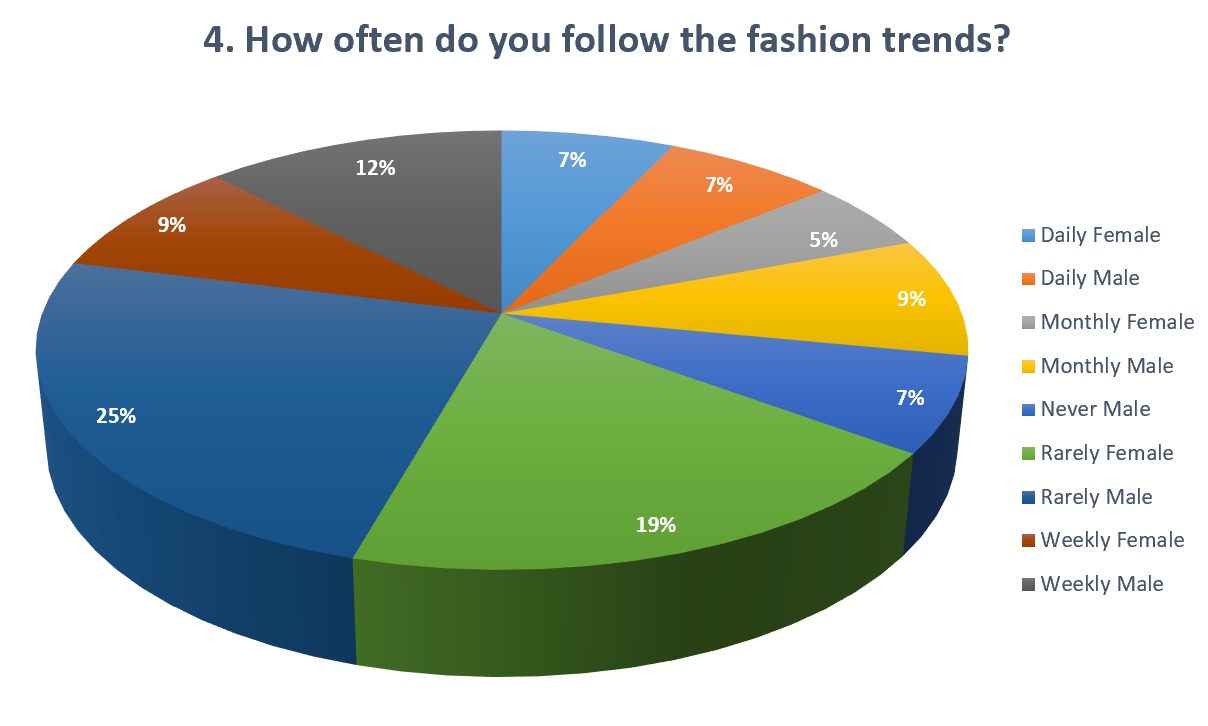 4. How often do you follow the fashion trends?
7%
7%
5%
9%
7%
19%
25%
9%
12%
Daily Female
Daily Male
Monthly Female
Monthly Male
Never Male
Rarely Female
Rarely Male
Weekly Female
Weekly Male